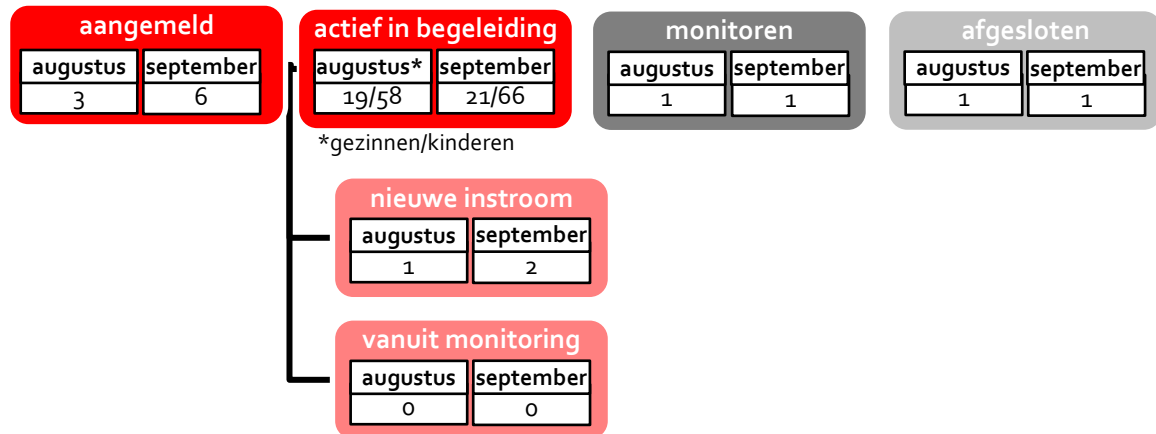 aangemeld
augustus september
3 6
actief in begeleiding
augustus* september
19/58 21/66
*gezinnen/kinderen
monitoren
augustus september
1 1
afgesloten
augustus september
1 1
nieuwe instroom
augustus september
1 2
vanuit monitoring
augustus september
0 0